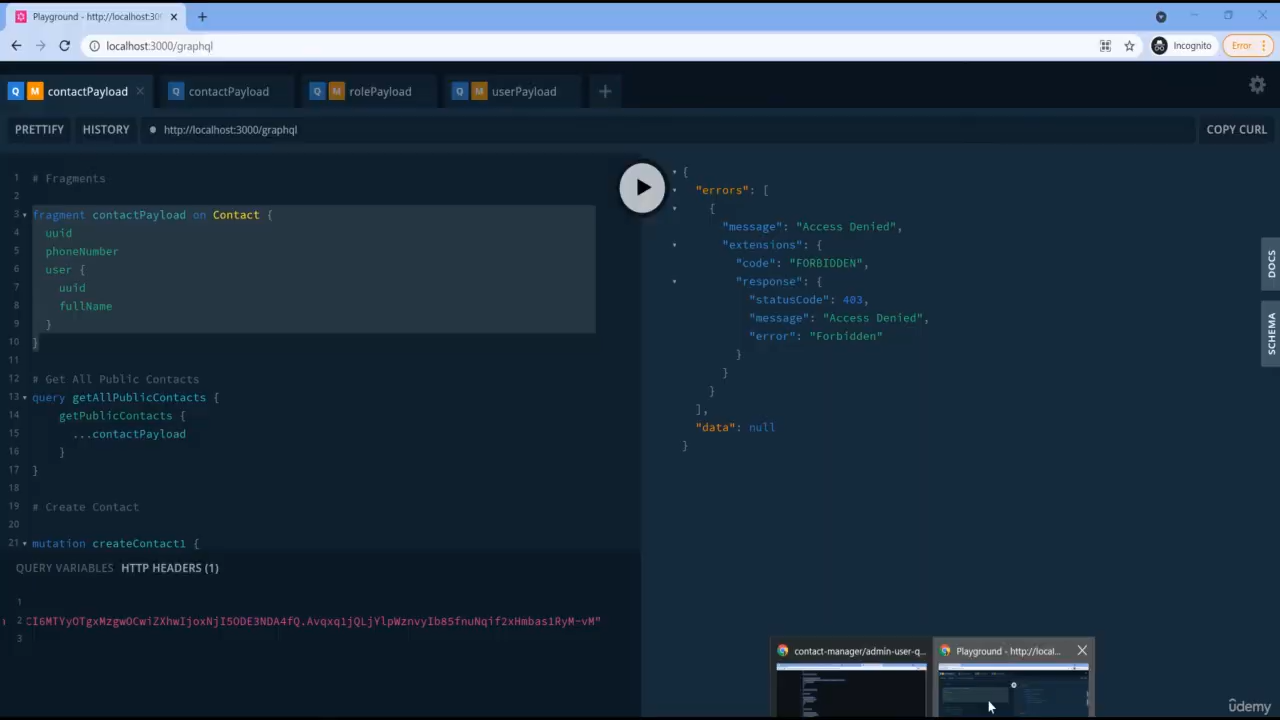 Playground - http://localhost:300
localhost:3000/graphql
Incognito
Error
Q M contactPayload
Q contactPayload
Q M rolePayload
Q M userPayload
PRETTIFY
HISTORY
http://localhost:3000/graphql
COPY CURL
1 # Fragments
2
3 fragment contactPayload on Contact {
4 uuid
5 phoneNumber
6 user {
7 uuid
8 fullName
9 }
10 }
11
12 # Get All Public Contacts
13 query getAllPublicContacts {
14 getPublicContacts {
15 ...contactPayload
16 }
17 }
18
19 # Create Contact
20
21 mutation createContact1 {
{
"errors": [
{
"message": "Access Denied",
"extensions": {
"code": "FORBIDDEN",
"response": {
"statusCode": 403,
"message": "Access Denied",
"error": "Forbidden"
}
}
}
],
"data": null
}
DOCS
SCHEMA
QUERY VARIABLES
HTTP HEADERS (1)
1
2 CI6MTYyOTgxMzgwOCwiZXhwIjoxNjI5ODE3NDA4fQ.Avqxq1jQLjYlpWznvyIb85fnuNqif2xHmbas1RyM-vM"
3
contact-manager/admin-user-q...
Playground - http://local...
ûdemy